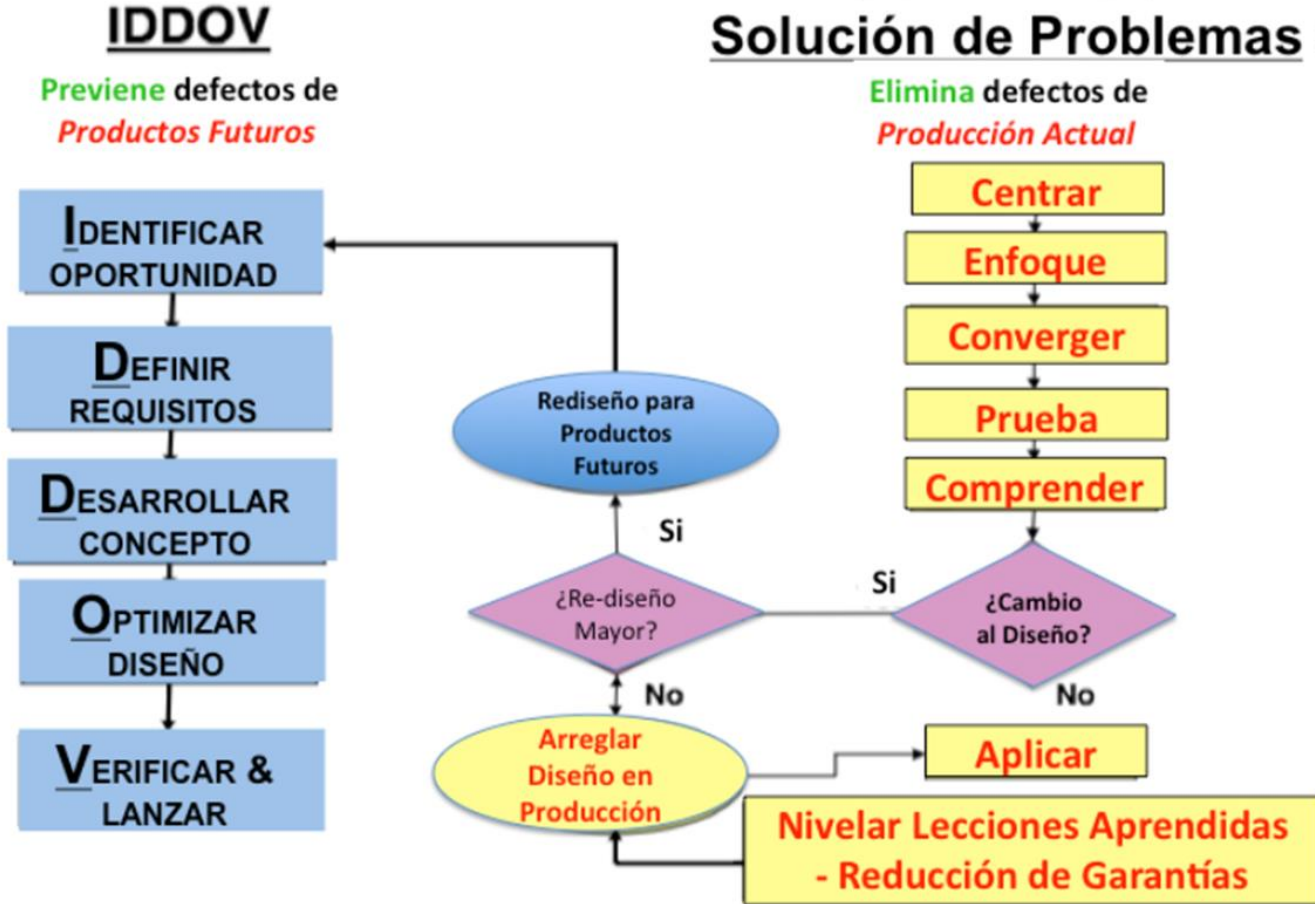 IDDOV
Previene defectos de
Productos Futuros
IDENTIFICAR
OPORTUNIDAD
DEFINIR
REQUISITOS
DESARROLLAR
CONCEPTO
OPTIMIZAR
DISEÑO
VERIFICAR &
LANZAR
Solución de Problemas
Elimina defectos de
Producción Actual
Centrar
Enfoque
Converger
Prueba
Comprender
¿Cambio
al Diseño?
Si
No
¿Re-diseño
Mayor?
Si
No
Rediseño para
Productos
Futuros
Arreglar
Diseño en
Producción
Aplicar
Nivelar Lecciones Aprendidas
- Reducción de Garantías